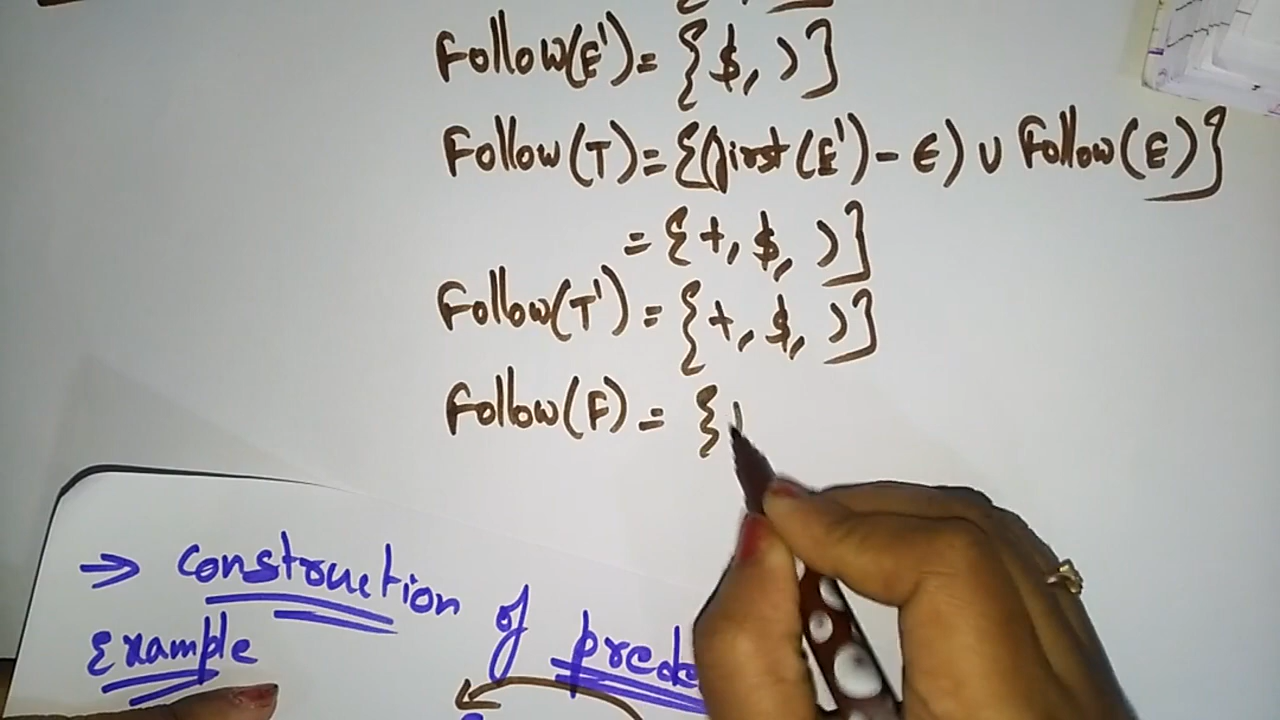 Follow(E') = {$, )}
Follow(T) = {(first(E') - ϵ) ∪ Follow(E)}
= {+, $, )}
Follow(T') = {+, $, )}
Follow(F) = {
→ construction of
Example